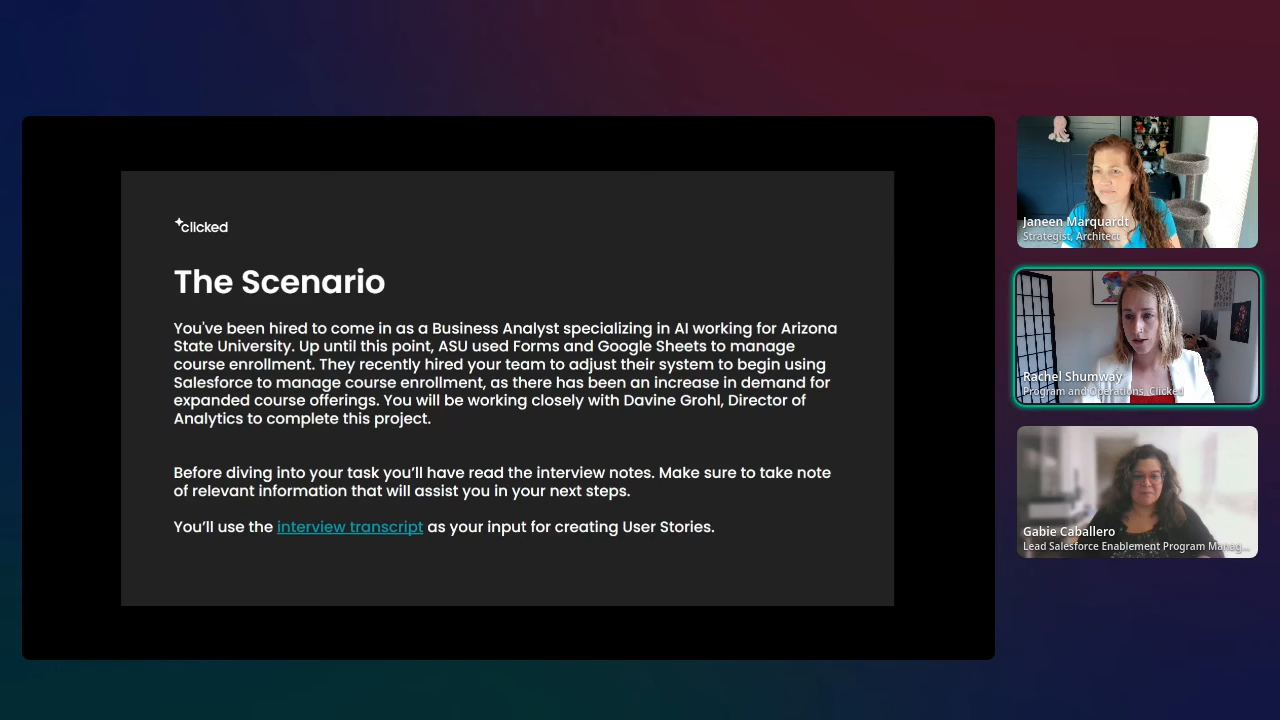 clicked
The Scenario
You've been hired to come in as a Business Analyst specializing in AI working for Arizona
State University. Up until this point, ASU used Forms and Google Sheets to manage
course enrollment. They recently hired your team to adjust their system to begin using
Salesforce to manage course enrollment, as there has been an increase in demand for
expanded course offerings. You will be working closely with Davine Grohl, Director of
Analytics to complete this project.
Before diving into your task you'll have read the interview notes. Make sure to take note
of relevant information that will assist you in your next steps.
You'll use the interview transcript as your input for creating User Stories.
Janeen Marquardt
Strategist, Architect
Rachel Shumway
Program and Operations, Clicked
Gabie Caballero
Lead Salesforce Enablement Program Manag...